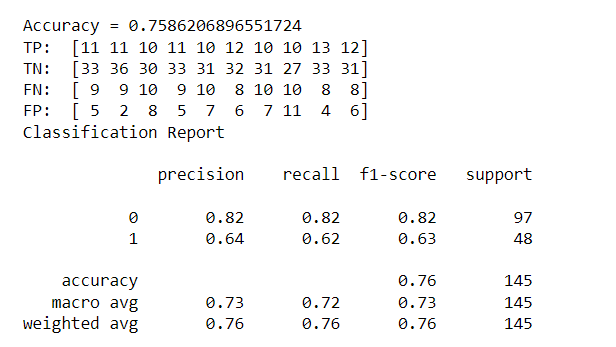 Accuracy = 0.7586206896551724
TP:  [11 11 10 11 10 12 10 10 13 12]
TN:  [33 36 30 33 31 32 31 27 33 31]
FN:  [ 9  9 10  9 10  8 10 10  8  8]
FP:  [ 5  2  8  5  7  6  7 11  4  6]
Classification Report
precision    recall  f1-score   support
0       0.82      0.82      0.82        97
1       0.64      0.62      0.63        48
accuracy                           0.76       145
macro avg       0.73      0.72      0.73       145
weighted avg       0.76      0.76      0.76       145